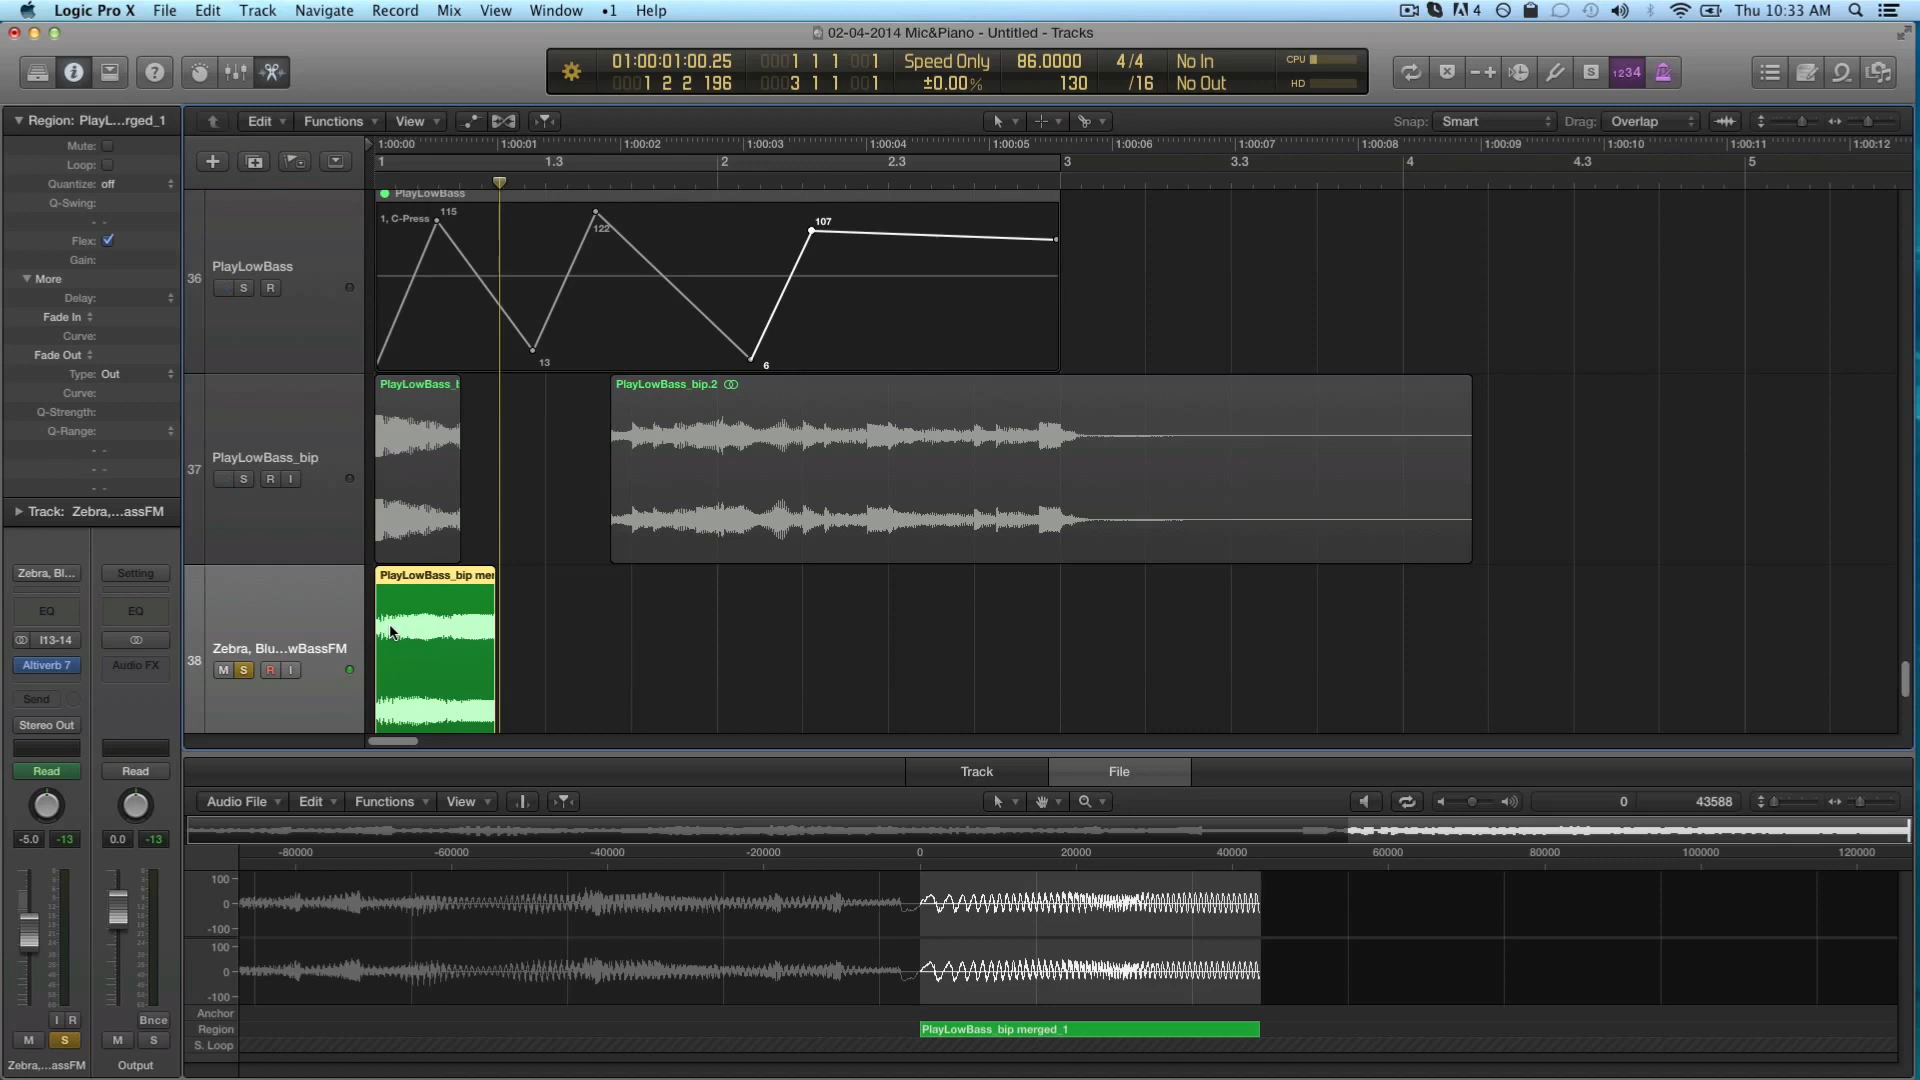 Logic Pro X File Edit Track Navigate Record Mix View Window •1 Help 4 Thu 10:33 AM
02-04-2014 Mic&Piano - Untitled - Tracks
01:00:01:00.25 0001 1 1 001 Speed Only 86.0000 4/4 No In CPU
0001 2 2 196 0003 1 1 001 ±0.00% 130 /16 No Out HD
1234
Region: PlayL...rged_1 Edit Functions View Snap: Smart Drag: Overlap
Mute:
Loop:
Quantize: off
Q-Swing:
- -
Flex:
Gain:
More
Delay:
Fade In
Curve:
Fade Out
Type: Out
Curve:
Q-Strength:
Q-Range:
- -
- -
- -
Track: Zebra,...assFM
1:00:00 1:00:01 1:00:02 1:00:03 1:00:04 1:00:05 1:00:06 1:00:07 1:00:08 1:00:09 1:00:10 1:00:11 1:00:12
1 1.3 2 2.3 3 3.3 4 4.3 5
PlayLowBass
1, C-Press 115 122 107
13 6
36 PlayLowBass
S R
PlayLowBass_b PlayLowBass_bip.2
37 PlayLowBass_bip
S R I
PlayLowBass_bip mer
38 Zebra, Blu...wBassFM
M S R I
Zebra, Bl... Setting
EQ EQ
I13-14
Altiverb 7 Audio FX
Send
Stereo Out
Read Read
-5.0 -13 0.0 -13
I R Bnce
M S M S
Zebra,...assFM Output
Track File
Audio File Edit Functions View 0 43588
-80000 -60000 -40000 -20000 0 20000 40000 60000 80000 100000 120000
100
0
-100
100
0
-100
Anchor
Region PlayLowBass_bip merged_1
S. Loop